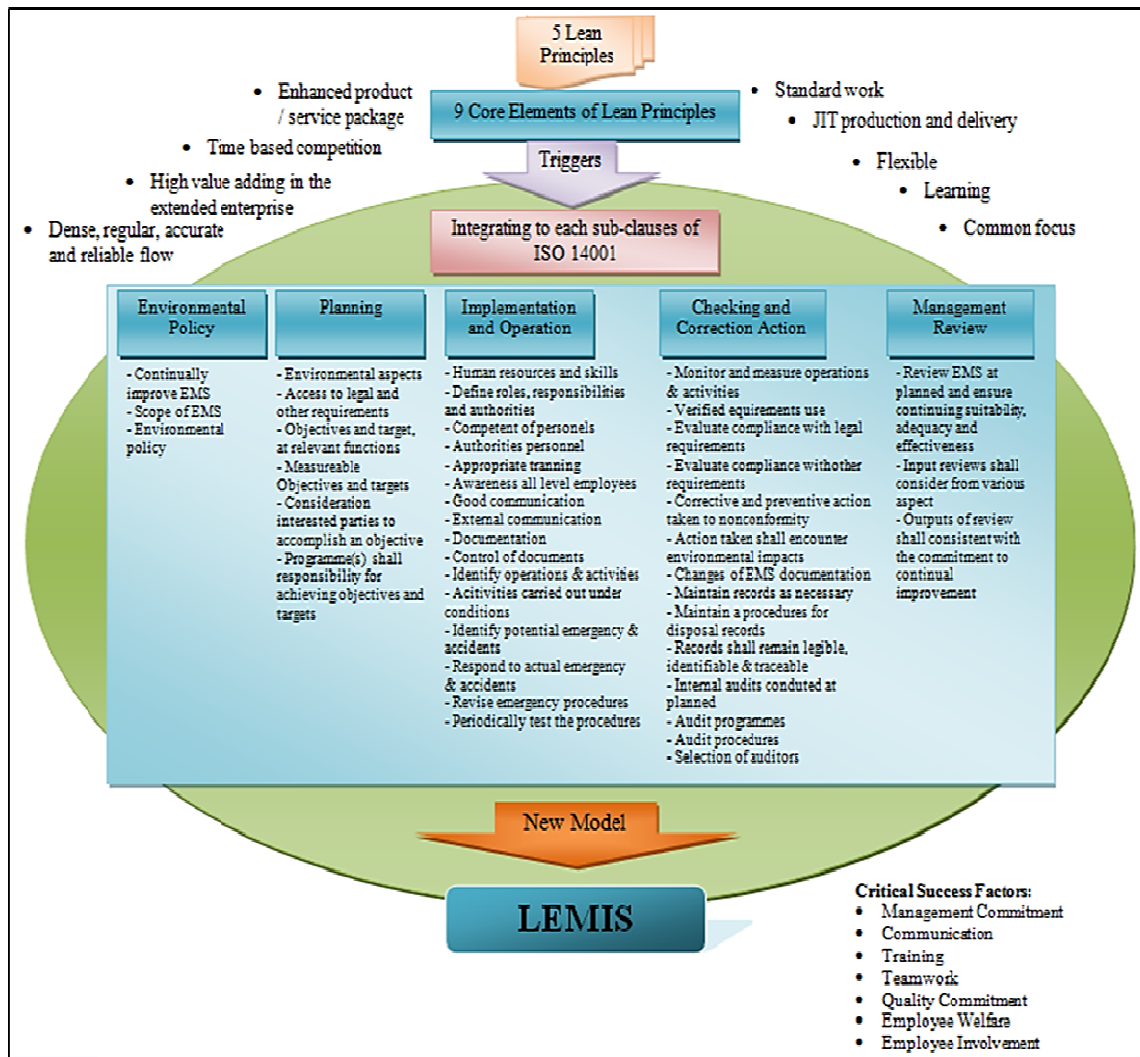 5 Lean
Principles
9 Core Elements of Lean Principles
Triggers
• Enhanced product
/ service package
• Time based competition
• High value adding in the
extended enterprise
• Dense, regular, accurate
and reliable flow
• Standard work
• JIT production and delivery
• Flexible
• Learning
• Common focus
Integrating to each sub-clauses of
ISO 14001
Environmental
Policy
- Continually
improve EMS
- Scope of EMS
- Environmental
policy
Planning
- Environmental aspects
- Access to legal and
other requirements
- Objectives and target,
at relevant functions
- Measureable
Objectives and targets
- Consideration
interested parties to
accomplish an objective
- Programme(s) shall
responsibility for
achieving objectives and
targets
Implementation
and Operation
- Human resources and skills
- Define roles, responsibilities
and authorities
- Competent of personels
- Authorities personnel
- Appropriate tranning
- Awareness all level employees
- Good communication
- External communication
- Documentation
- Control of documents
- Identify operations & activities
- Acitivities carried out under
conditions
- Identify potential emergency &
accidents
- Respond to actual emergency
& accidents
- Revise emergency procedures
- Periodically test the procedures
Checking and
Correction Action
- Monitor and measure operations
& activities
- Verified equirements use
- Evaluate compliance with legal
requirements
- Evaluate compliance withother
requirements
- Corrective and preventive action
taken to nonconformity
- Action taken shall encounter
environmental impacts
- Changes of EMS documentation
- Maintain records as necessary
- Maintain a procedures for
disposal records
- Records shall remain legible,
identifiable & traceable
- Internal audits conduted at
planned
- Audit programmes
- Audit procedures
- Selection of auditors
Management
Review
- Review EMS at
planned and ensure
continuing suitability,
adequacy and
effectiveness
- Input reviews shall
consider from various
aspect
- Outputs of review
shall consistent with
the commitment to
continual
improvement
New Model
LEMIS
Critical Success Factors:
• Management Commitment
• Communication
• Training
• Teamwork
• Quality Commitment
• Employee Welfare
• Employee Involvement